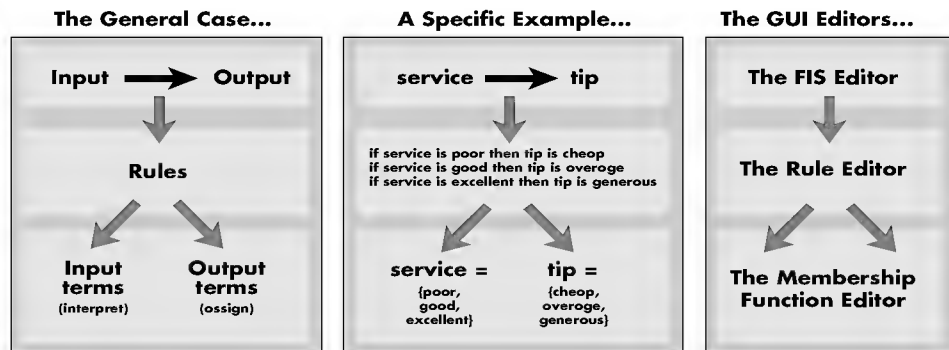 The General Case...
Input
Output
Rules
Input
terms
(interpret)
Output
terms
(ossign)
A Specific Example...
service
tip
if service is poor then tip is cheop
if service is good then tip is overoge
if service is excellent then tip is generous
service =
{poor,
good,
excellent}
tip =
{cheop,
overoge,
generous}
The GUI Editors...
The FIS Editor
The Rule Editor
The Membership
Function Editor